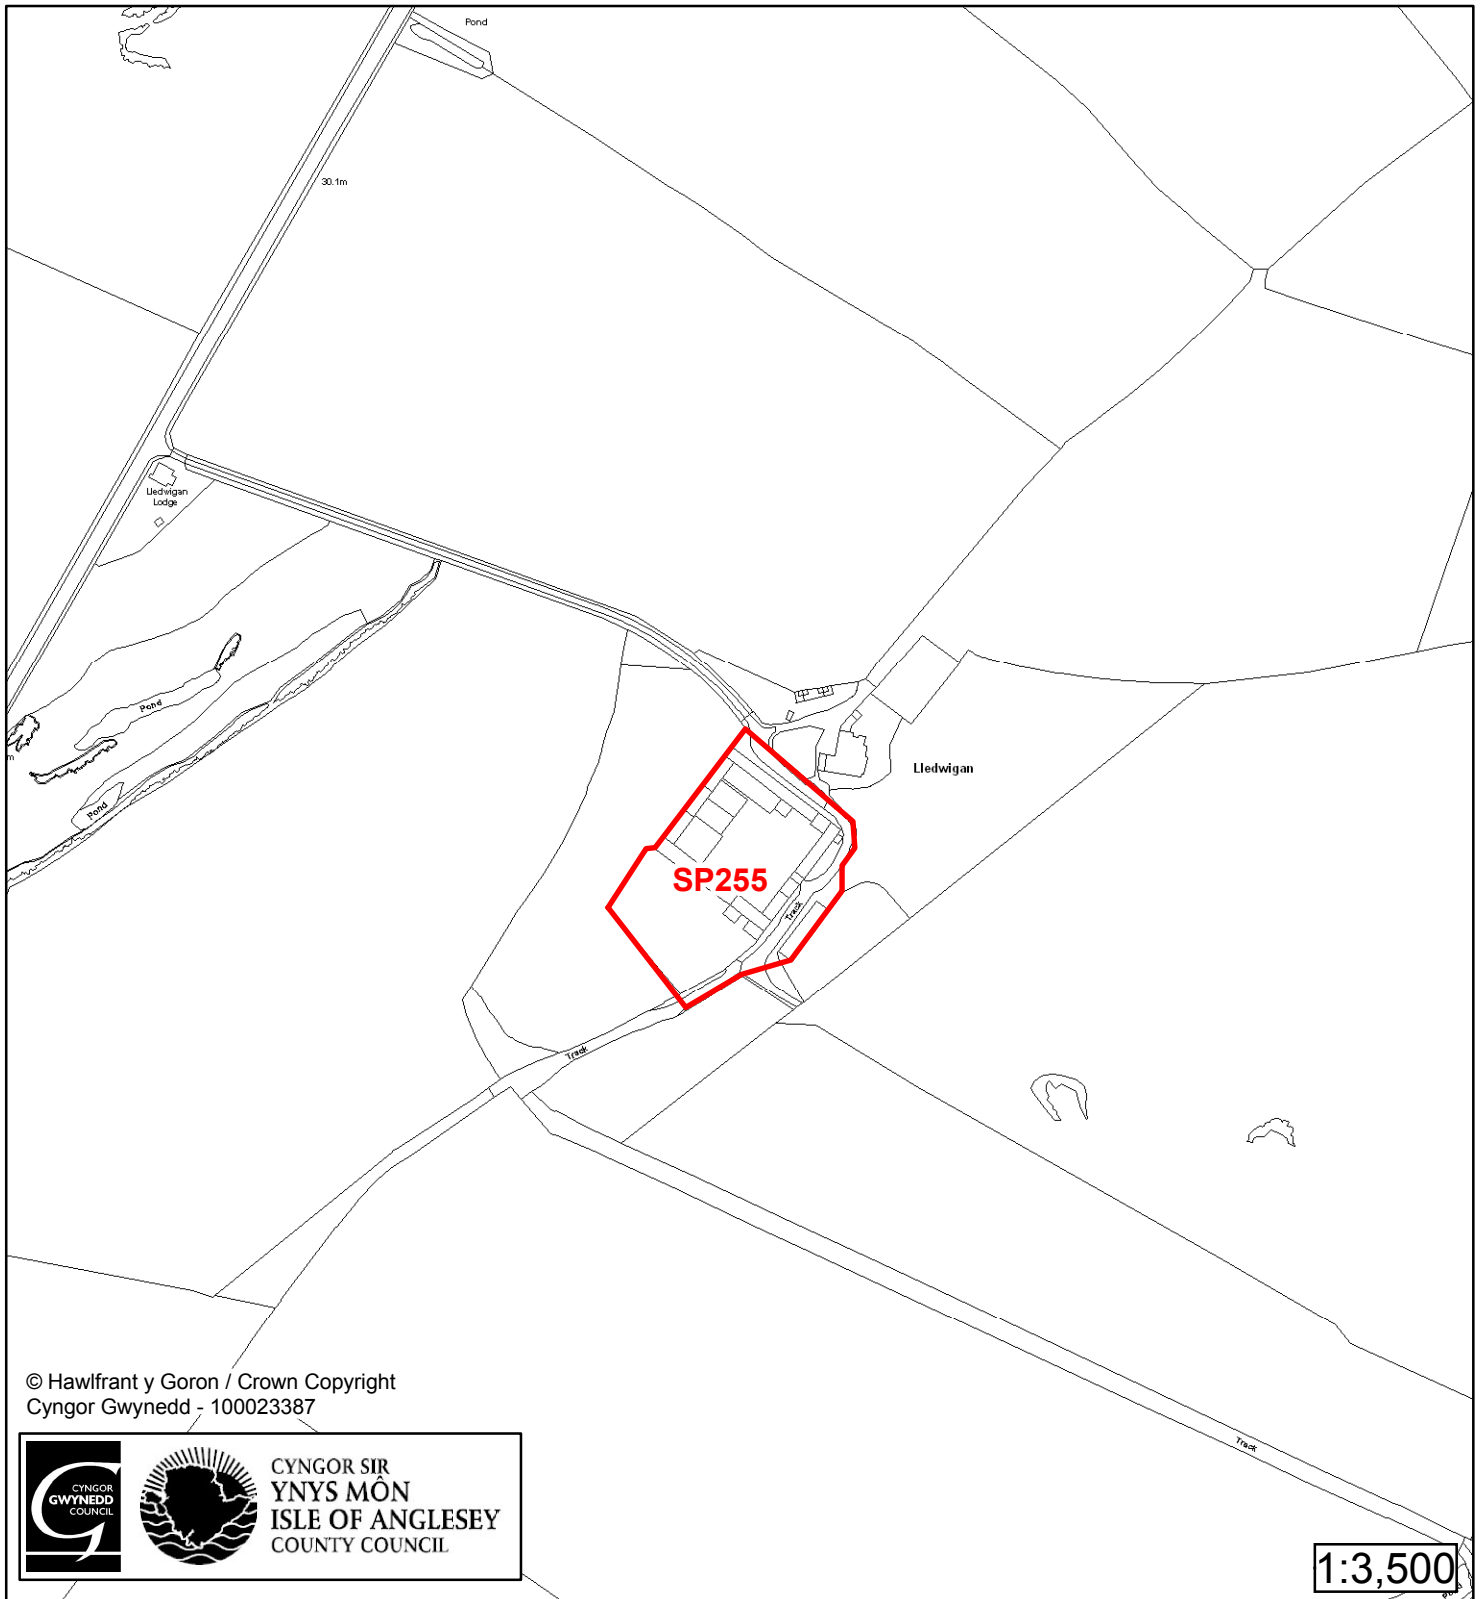 Pond
30.1m
Lledwigan
Lodge
Pond
m
Pond
Lledwigan
SP255
Track
Track
© Hawlfrant y Goron / Crown Copyright
Cyngor Gwynedd - 100023387
CYNGOR
GWYNEDD
COUNCIL
CYNGOR SIR
YNYS MÔN
ISLE OF ANGLESEY
COUNTY COUNCIL
Track
1:3,500